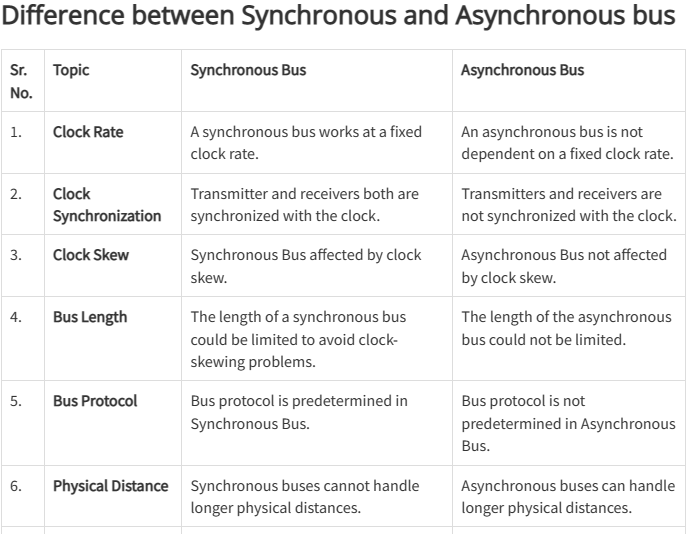 Difference between Synchronous and Asynchronous bus
Sr. No. Topic Synchronous Bus Asynchronous Bus
1. Clock Rate A synchronous bus works at a fixed clock rate. An asynchronous bus is not dependent on a fixed clock rate.
2. Clock Synchronization Transmitter and receivers both are synchronized with the clock. Transmitters and receivers are not synchronized with the clock.
3. Clock Skew Synchronous Bus affected by clock skew. Asynchronous Bus not affected by clock skew.
4. Bus Length The length of a synchronous bus could be limited to avoid clock-skewing problems. The length of the asynchronous bus could not be limited.
5. Bus Protocol Bus protocol is predetermined in Synchronous Bus. Bus protocol is not predetermined in Asynchronous Bus.
6. Physical Distance Synchronous buses cannot handle longer physical distances. Asynchronous buses can handle longer physical distances.